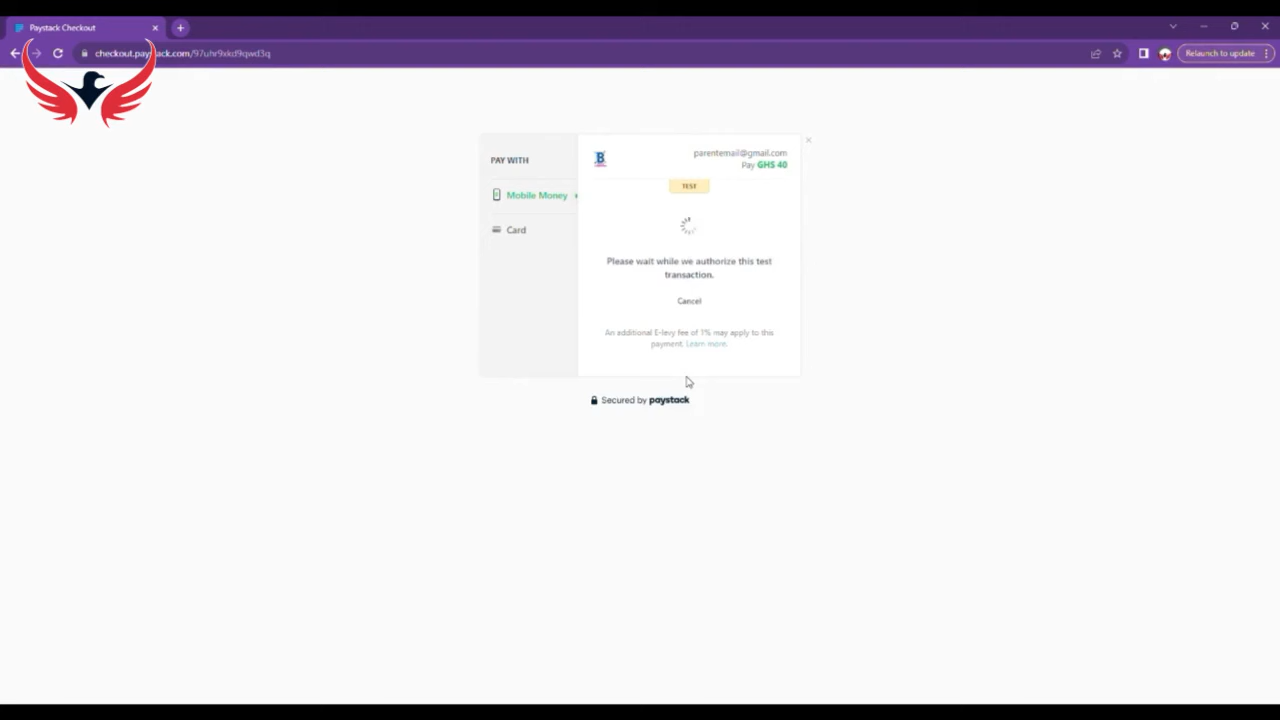 Paystack Checkout
checkout.paystack.com/97uhr9xkd9qwd3q
Relaunch to update
PAY WITH
Mobile Money
Card
B
parentemail@gmail.com
Pay GHS 40
TEST
Please wait while we authorize this test
transaction.
Cancel
An additional E-levy fee of 1% may apply to this
payment. Learn more.
Secured by paystack